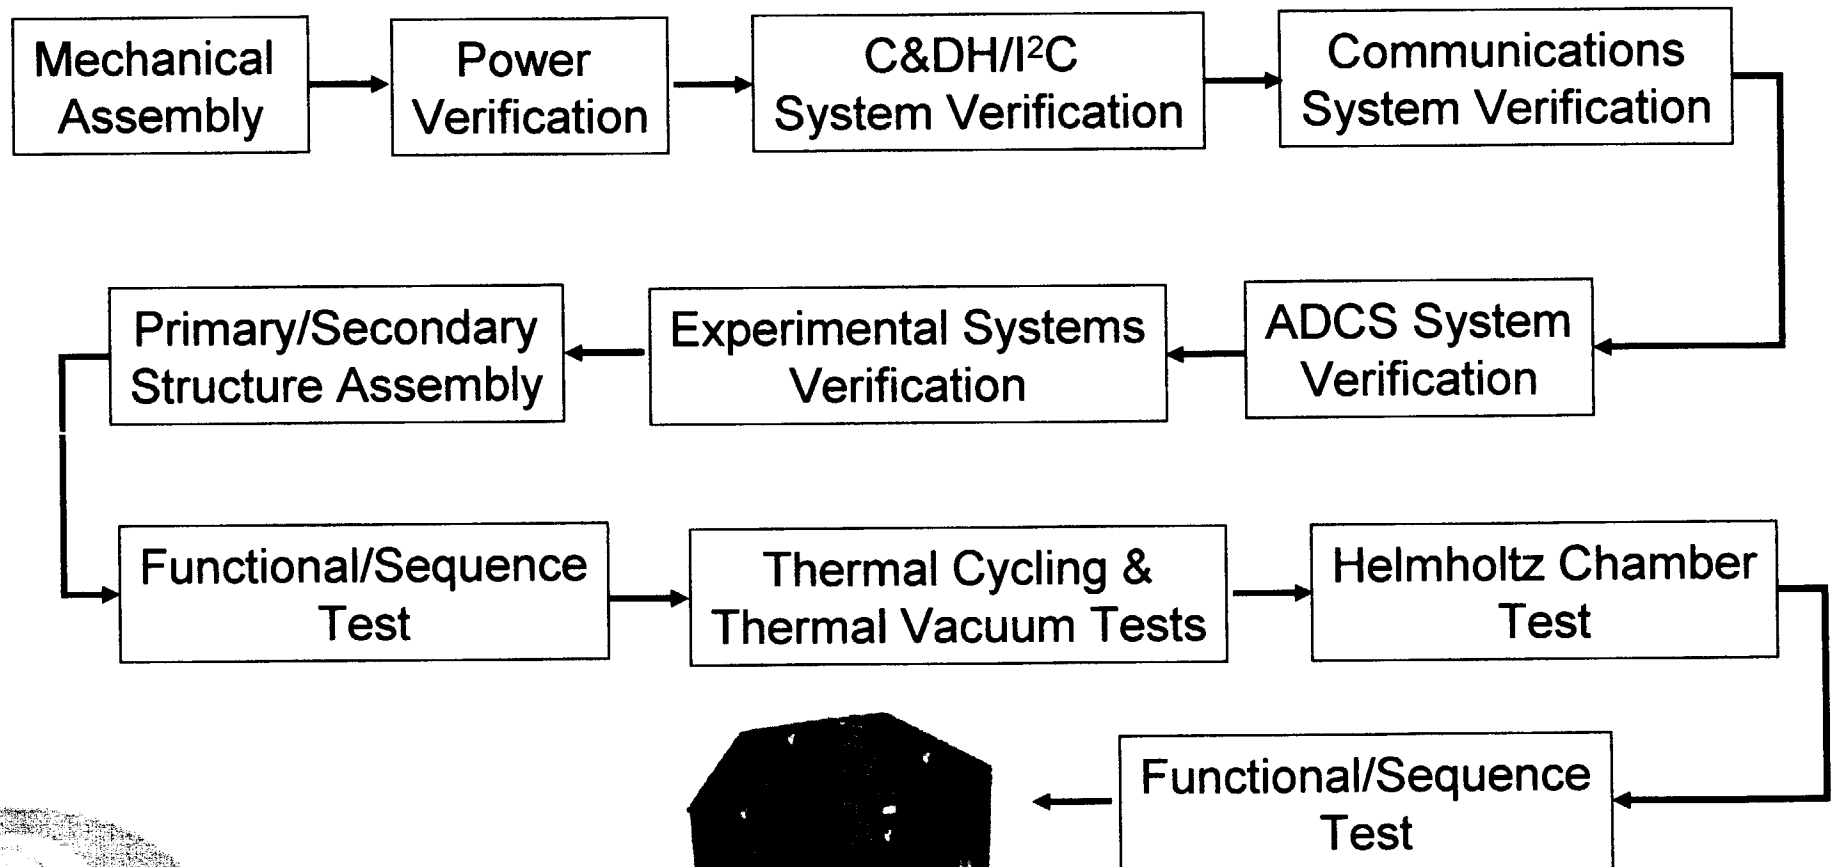 Mechanical
Assembly
Power
Verification
C&DH/I²C
System Verification
Communications
System Verification
Primary/Secondary
Structure Assembly
Experimental Systems
Verification
ADCS System
Verification
Functional/Sequence
Test
Thermal Cycling &
Thermal Vacuum Tests
Helmholtz Chamber
Test
Functional/Sequence
Test